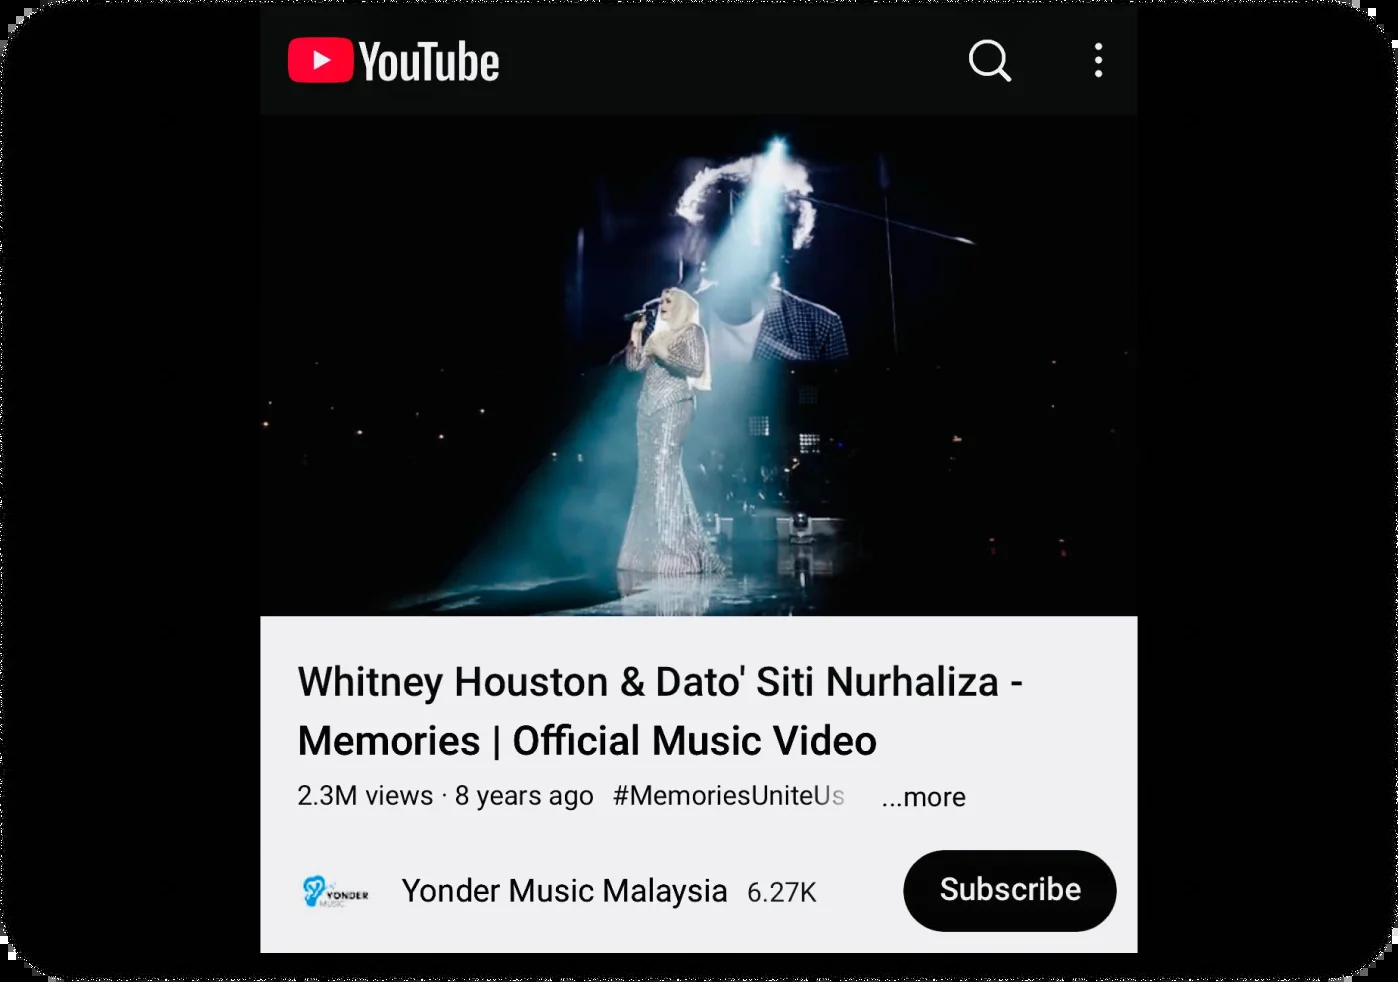 YouTube
Whitney Houston & Dato' Siti Nurhaliza -
Memories | Official Music Video
2.3M views · 8 years ago #MemoriesUniteUs ...more
YONDER
MUSIC
Yonder Music Malaysia 6.27K
Subscribe